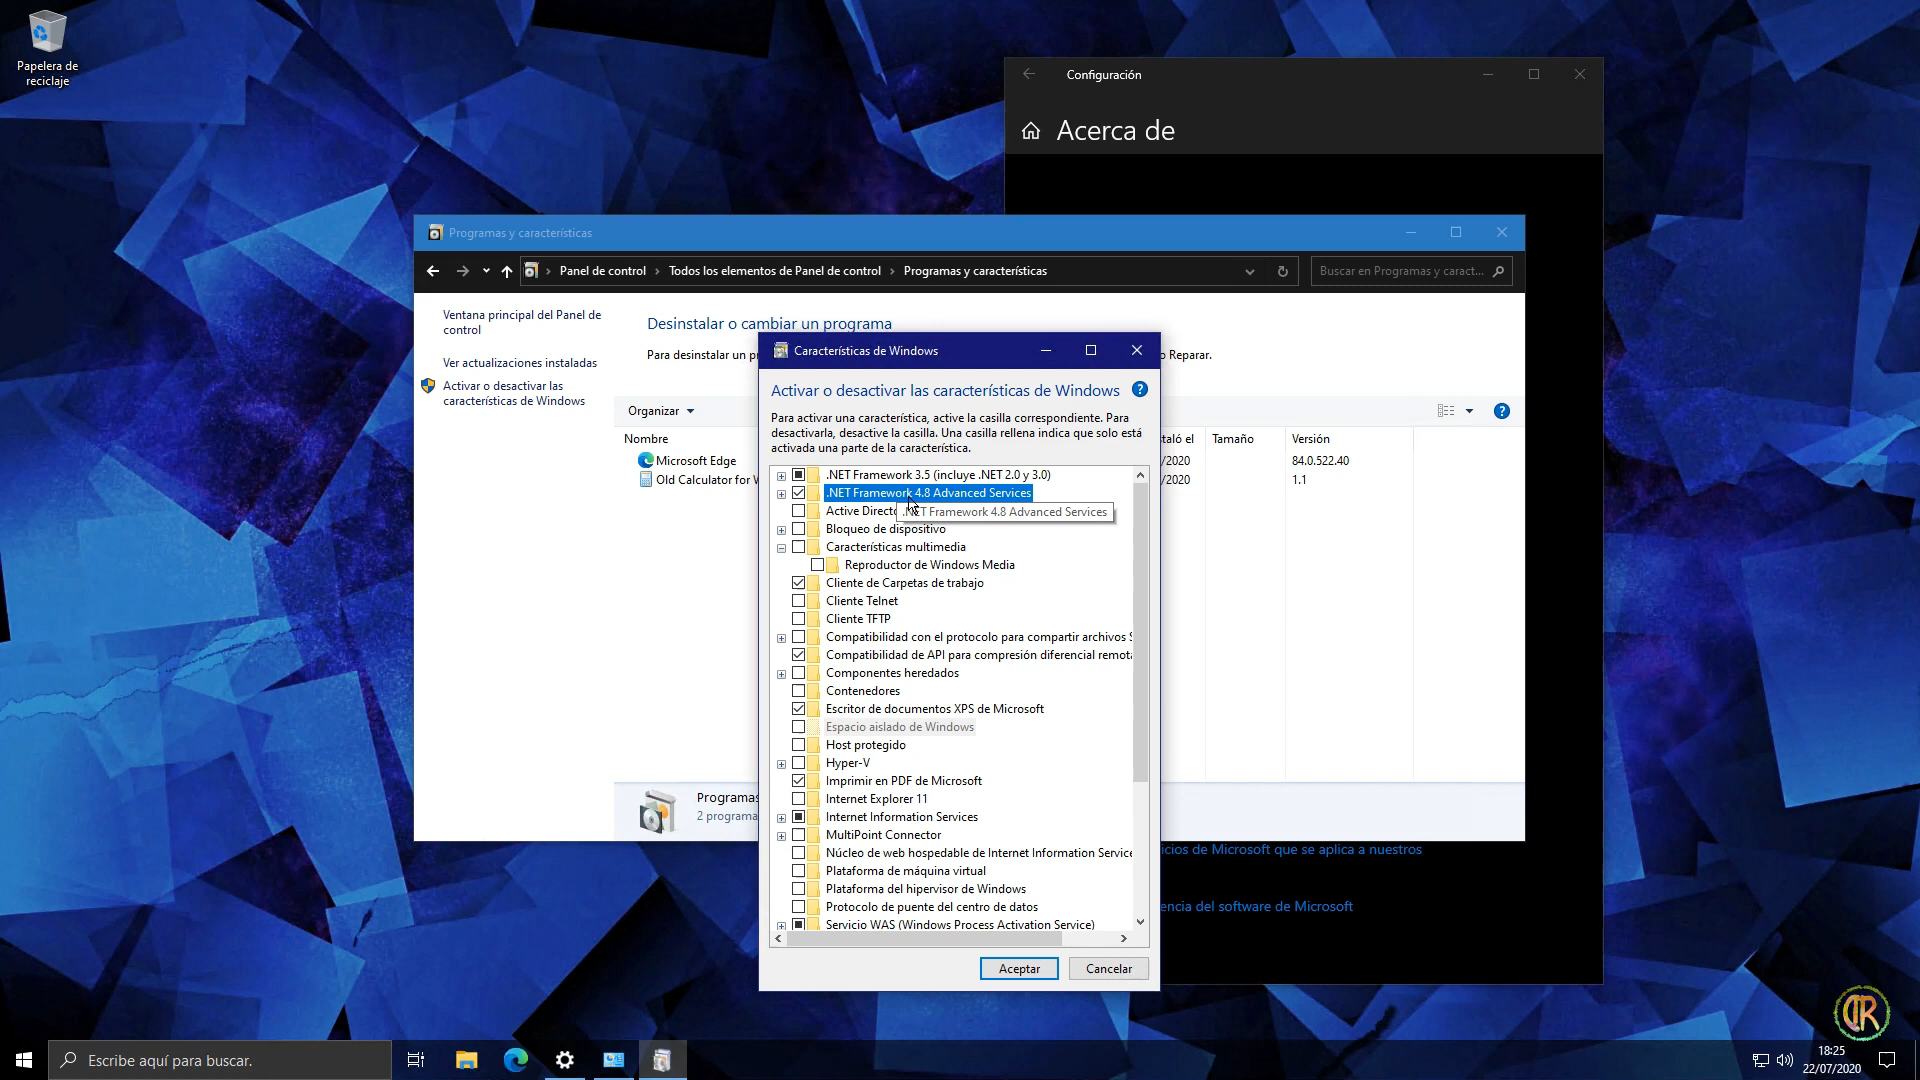 Papelera de
reciclaje
Configuración
Acerca de
Programas y características
Panel de control
Todos los elementos de Panel de control
Programas y características
Buscar en Programas y caract...
Ventana principal del Panel de
control
Ver actualizaciones instaladas
Activar o desactivar las
características de Windows
Desinstalar o cambiar un programa
Para desinstalar un
o Reparar.
Organizar
Nombre
taló el
Tamaño
Versión
Microsoft Edge
/2020
84.0.522.40
Old Calculator for
/2020
1.1
Programas
2 programa
Características de Windows
Activar o desactivar las características de Windows
Para activar una característica, active la casilla correspondiente. Para
desactivarla, desactive la casilla. Una casilla rellena indica que solo está
activada una parte de la característica.
.NET Framework 3.5 (incluye .NET 2.0 y 3.0)
.NET Framework 4.8 Advanced Services
Active Directo
.NET Framework 4.8 Advanced Services
Bloqueo de dispositivo
Características multimedia
Reproductor de Windows Media
Cliente de Carpetas de trabajo
Cliente Telnet
Cliente TFTP
Compatibilidad con el protocolo para compartir archivos S
Compatibilidad de API para compresión diferencial remota
Componentes heredados
Contenedores
Escritor de documentos XPS de Microsoft
Espacio aislado de Windows
Host protegido
Hyper-V
Imprimir en PDF de Microsoft
Internet Explorer 11
Internet Information Services
MultiPoint Connector
Núcleo de web hospedable de Internet Information Service
Plataforma de máquina virtual
Plataforma del hipervisor de Windows
Protocolo de puente del centro de datos
Servicio WAS (Windows Process Activation Service)
Aceptar
Cancelar
icios de Microsoft que se aplica a nuestros
encia del software de Microsoft
Escribe aquí para buscar.
18:25
22/07/2020